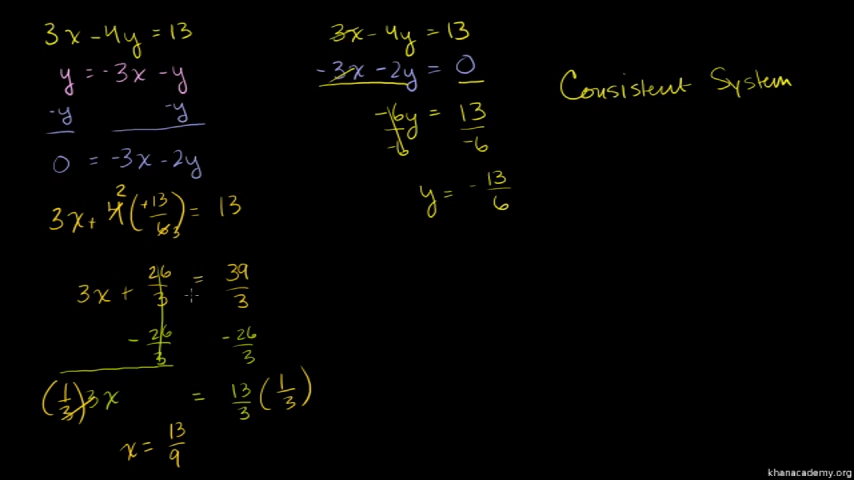 3x - 4y = 13
y = -3x - y
-y -y
0 = -3x - 2y
3x + 4 2 (+13/6 3) = 13
3x + 26/3 = 39/3
- 26/3 -26/3
(1/3) 3x = 13/3 (1/3)
x = 13/9
3x - 4y = 13
-3x - 2y = 0
-6y = 13
-6 -6
y = -13/6
Consistent System
khanacademy.org